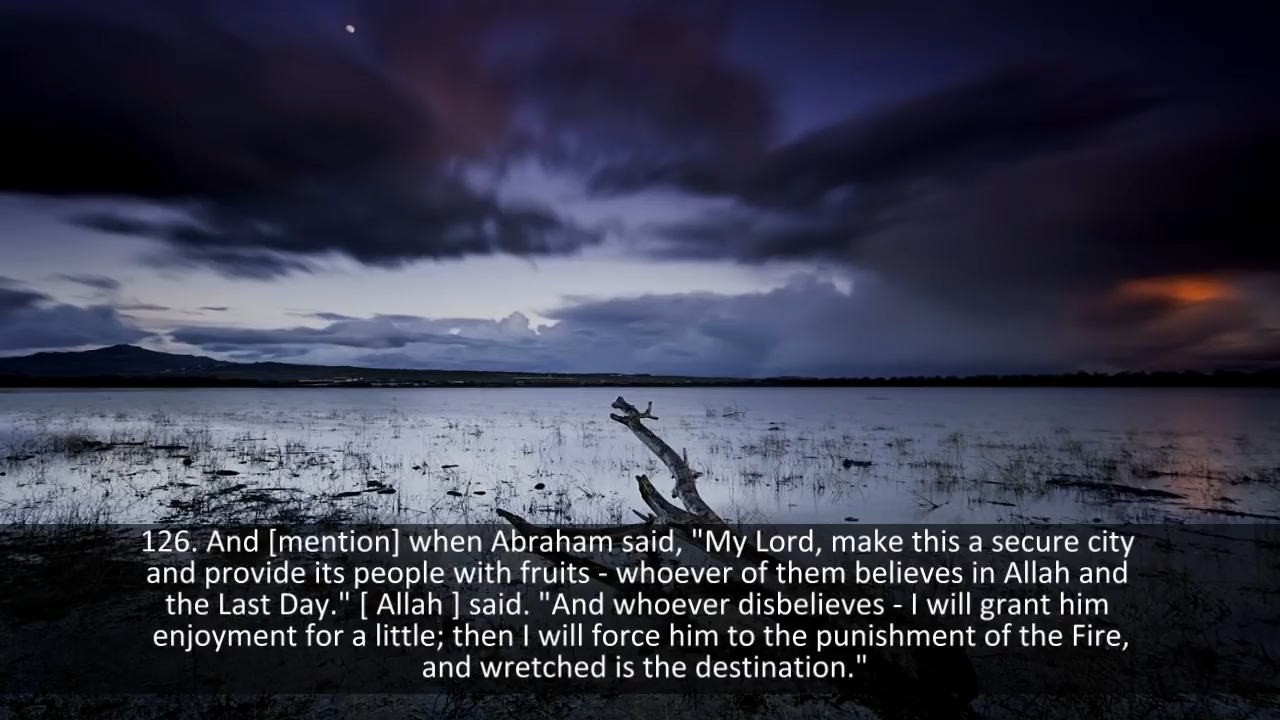 126. And [mention] when Abraham said, "My Lord, make this a secure city
and provide its people with fruits - whoever of them believes in Allah and
the Last Day." [ Allah ] said. "And whoever disbelieves - I will grant him
enjoyment for a little; then I will force him to the punishment of the Fire,
and wretched is the destination."